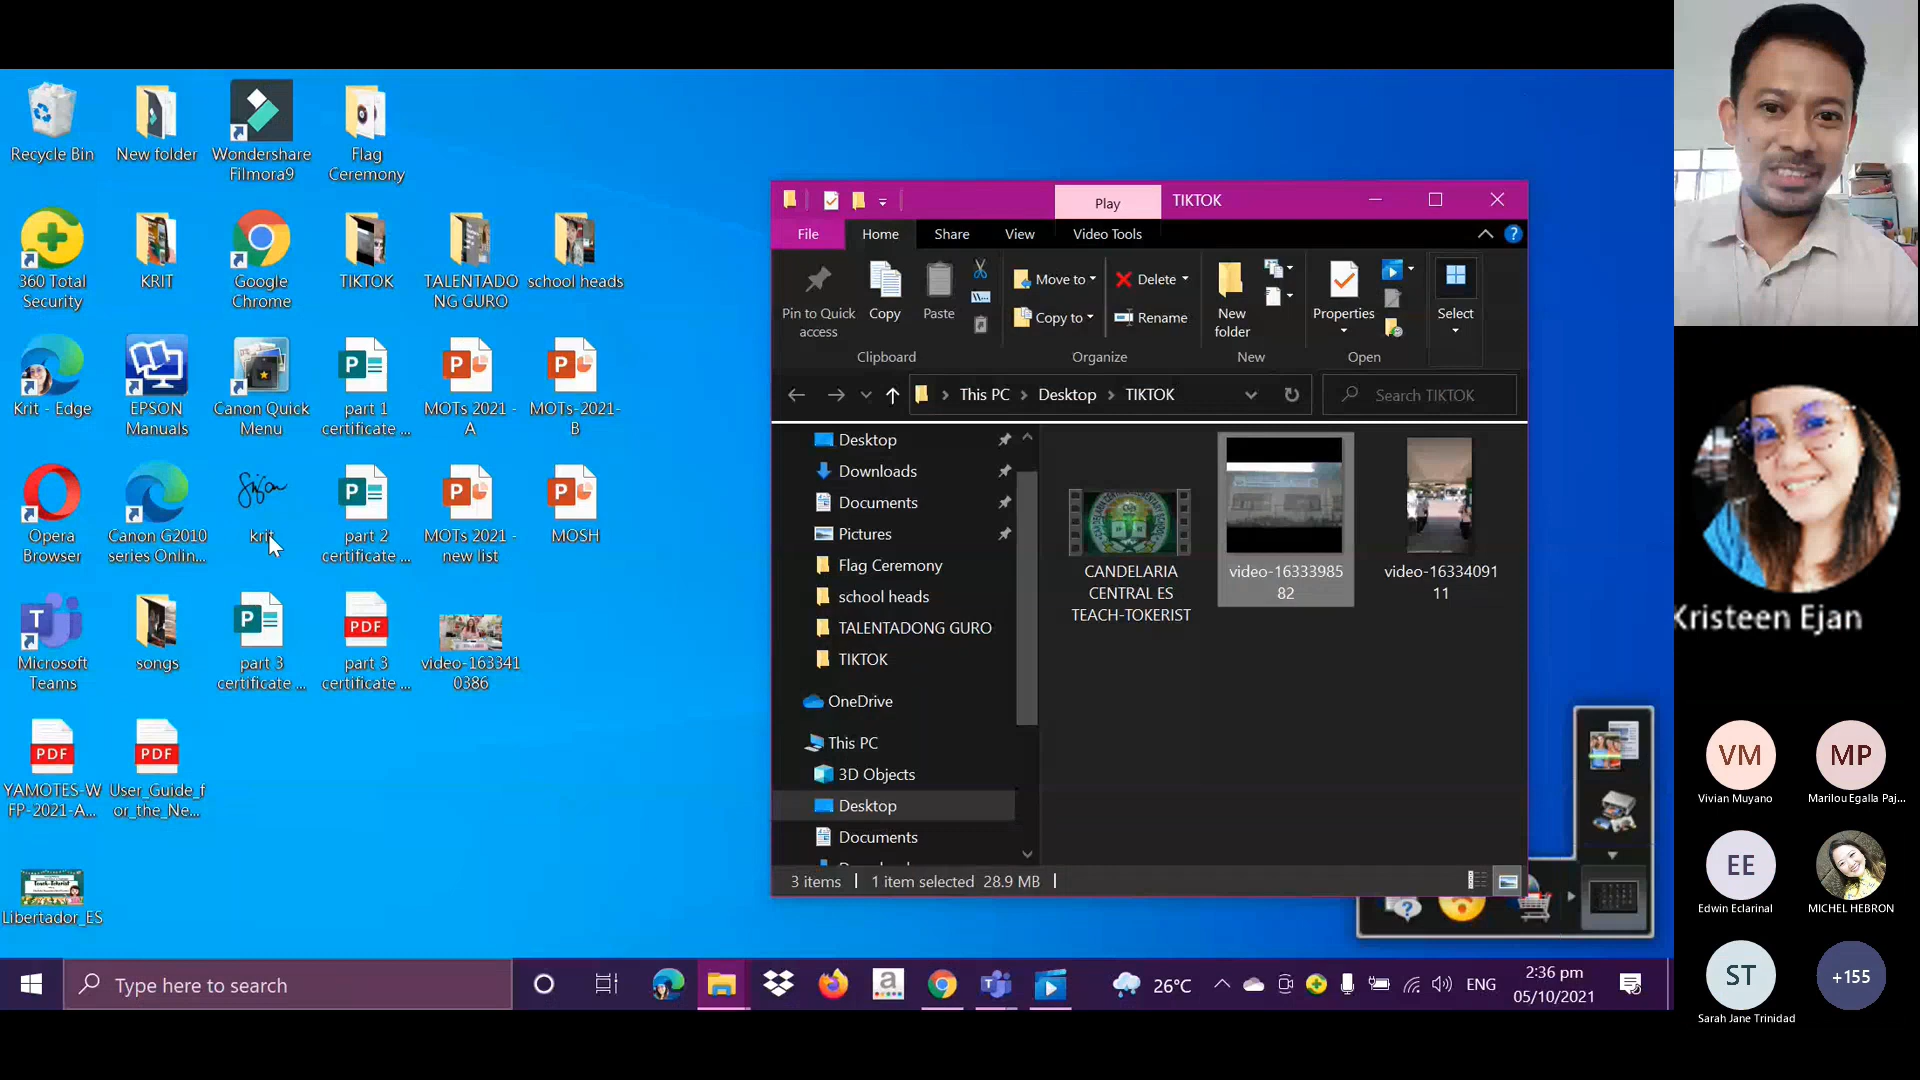 Recycle Bin
New folder
Wondershare
Filmora9
Flag
Ceremony
360 Total
Security
KRIT
Google
Chrome
TIKTOK
TALENTADO
NG GURO
school heads
Krit - Edge
EPSON
Manuals
Canon Quick
Menu
part 1
certificate ...
MOTs 2021 -
A
MOTs-2021-
B
Opera
Browser
Canon G2010
series Onlin...
krit
part 2
certificate ...
MOTs 2021 -
new list
MOSH
Microsoft
Teams
songs
part 3
certificate ...
PDF
part 3
certificate ...
video-163341
0386
PDF
YAMOTES-W
FP-2021-A...
PDF
User_Guide_f
or_the_Ne...
Libertador_ES
Play
TIKTOK
File
Home
Share
View
Video Tools
Pin to Quick
access
Copy
Paste
Move to
Copy to
Delete
Rename
New
folder
Properties
Select
Clipboard
Organize
New
Open
This PC
Desktop
TIKTOK
Search TIKTOK
Desktop
Downloads
Documents
Pictures
Flag Ceremony
school heads
TALENTADONG GURO
TIKTOK
OneDrive
This PC
3D Objects
Desktop
Documents
CANDELARIA
CENTRAL ES
TEACH-TOKERIST
video-16333985
82
video-16334091
11
3 items
1 item selected 28.9 MB
Type here to search
26°C
ENG
2:36 pm
05/10/2021
Kristeen Ejan
VM
Vivian Muyano
MP
Marilou Egalla Paj...
EE
Edwin Eclarinal
MICHEL HEBRON
ST
Sarah Jane Trinidad
+155